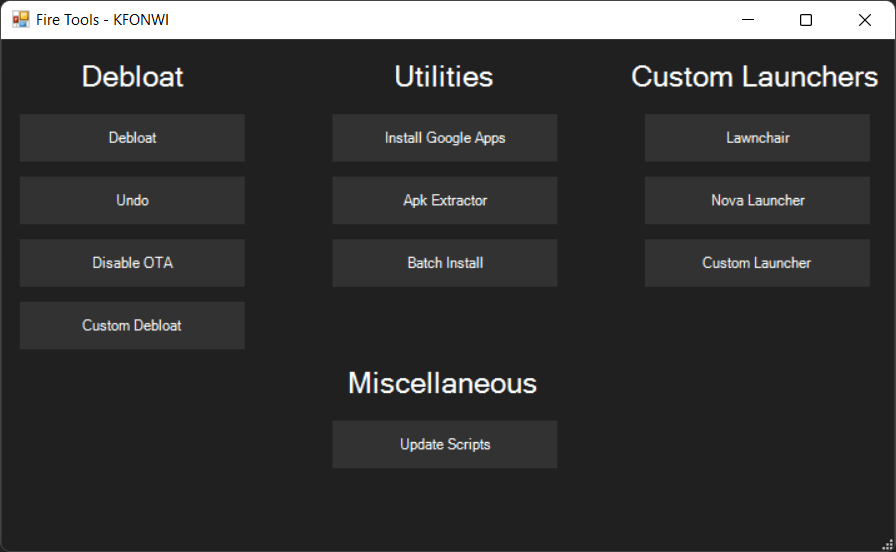 Fire Tools - KFONWI
Debloat
Utilities
Custom Launchers
Debloat
Install Google Apps
Lawnchair
Undo
Apk Extractor
Nova Launcher
Disable OTA
Batch Install
Custom Launcher
Custom Debloat
Miscellaneous
Update Scripts